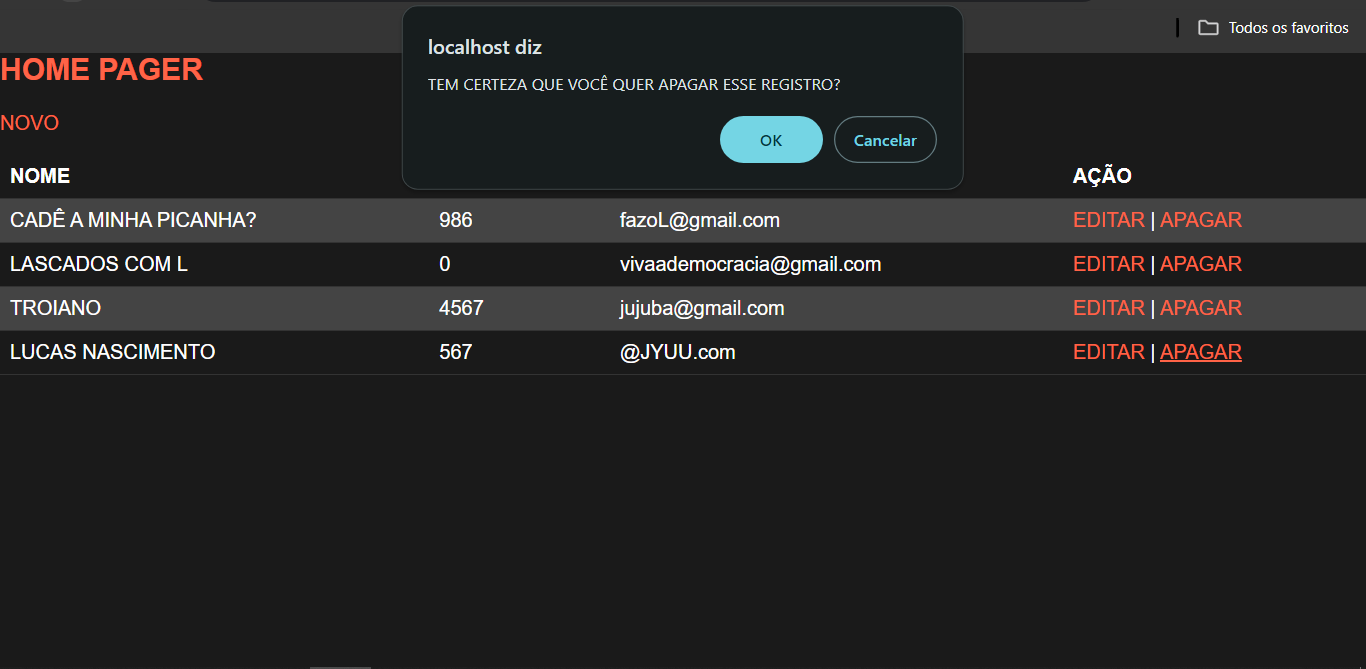 Todos os favoritos
localhost diz
TEM CERTEZA QUE VOCÊ QUER APAGAR ESSE REGISTRO?
OK Cancelar
HOME PAGER
NOVO
NOME AÇÃO
CADÊ A MINHA PICANHA? 986 fazoL@gmail.com EDITAR | APAGAR
LASCADOS COM L 0 vivaademocracia@gmail.com EDITAR | APAGAR
TROIANO 4567 jujuba@gmail.com EDITAR | APAGAR
LUCAS NASCIMENTO 567 @JYUU.com EDITAR | APAGAR